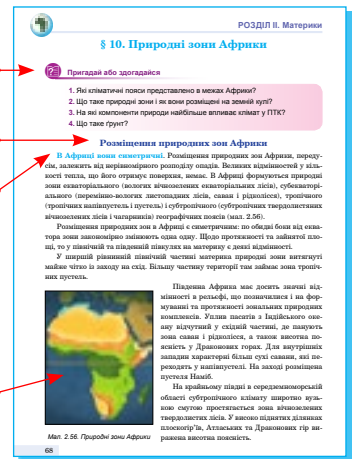 РОЗДІЛ ІІ. Материки
§ 10. Природні зони Африки
Пригадай або здогадайся
1. Які кліматичні пояси представлено в межах Африки?
2. Що таке природні зони і як вони розміщені на земній кулі?
3. На які компоненти природи найбільше впливає клімат у ПТК?
4. Що таке ґрунт?
Розміщення природних зон Африки
В Африці вони симетричні. Розміщення природних зон Африки, переду-
сім, залежить від нерівномірного розподілу опадів. Великих відмінностей у кіль-
кості тепла, що його отримує поверхня, немає. В Африці формуються природні
зони екваторіального (вологих вічнозелених екваторіальних лісів), субекваторі-
ального (перемінно-вологих листопадних лісів, саван і рідколісся), тропічного
(тропічних напівпустель і пустель) і субтропічного (субтропічних твердолистяних
вічнозелених лісів і чагарників) географічних поясів (мал. 2.56).
Розміщення природних зон в Африці є симетричним: по обидві боки від еква-
тора зони закономірно змінюють одна одну. Щодо протяжності та зайнятої пло-
щі, то у північній та південній півкулях на материку є деякі відмінності.
У ширшій рівнинній північній частині материка природні зони витягнуті
майже чітко із заходу на схід. Більшу частину території там займає зона тропіч-
них пустель.
Південна Африка має досить значні від-
мінності в рельєфі, що позначилися і на фор-
муванні та протяжності зональних природних
комплексів. Уплив пасатів з Індійського оке-
ану відчутний у східній частині, де панують
зона саван і рідколісся, а також висотна по-
ясність у Драконових горах. Для внутрішніх
западин характерні більш сухі савани, які пе-
реходять у напівпустелі. На заході розміщена
пустеля Наміб.
На крайньому півдні в середземноморській
області субтропічного клімату широтно вузь-
кою смугою простягається зона вічнозелених
твердолистих лісів. У високо піднятих ділянках
плоскогір'їв, Атлаських та Драконових гір ви-
ражена висотна поясність.
Мал. 2.56. Природні зони Африки
68